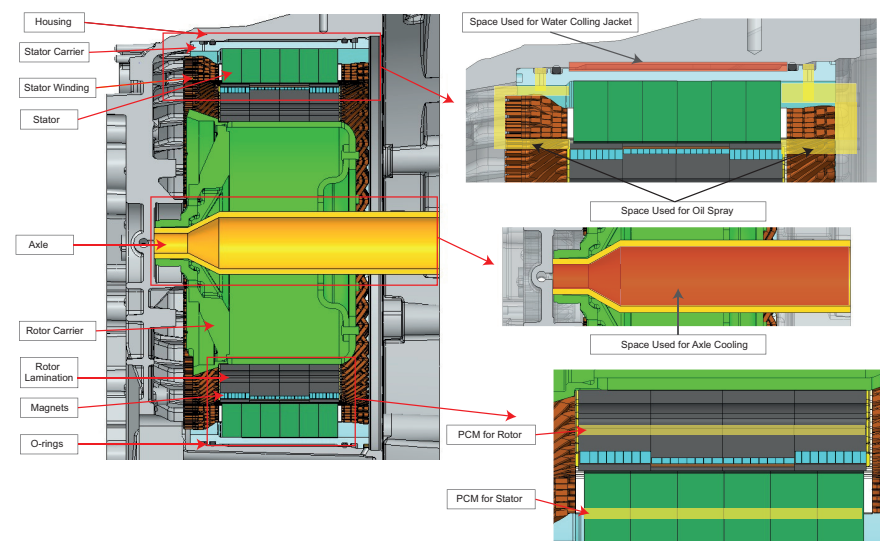 Housing
Stator Carrier
Stator Winding
Stator
Axle
Rotor Carrier
Rotor
Lamination
Magnets
O-rings
Space Used for Water Colling Jacket
Space Used for Oil Spray
Space Used for Axle Cooling
PCM for Rotor
PCM for Stator